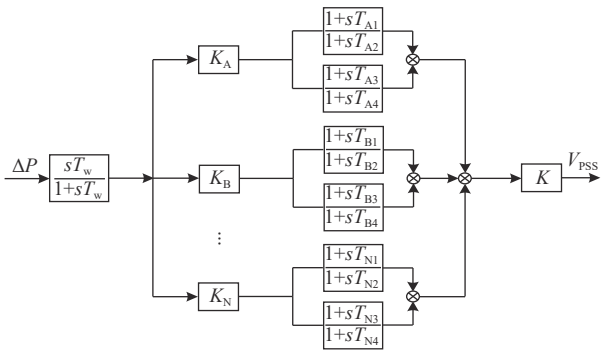 ΔP
sT_w
1+sT_w
K_A
1+sT_A1
1+sT_A2
1+sT_A3
1+sT_A4
K_B
1+sT_B1
1+sT_B2
1+sT_B3
1+sT_B4
⋮
K_N
1+sT_N1
1+sT_N2
1+sT_N3
1+sT_N4
K
V_PSS